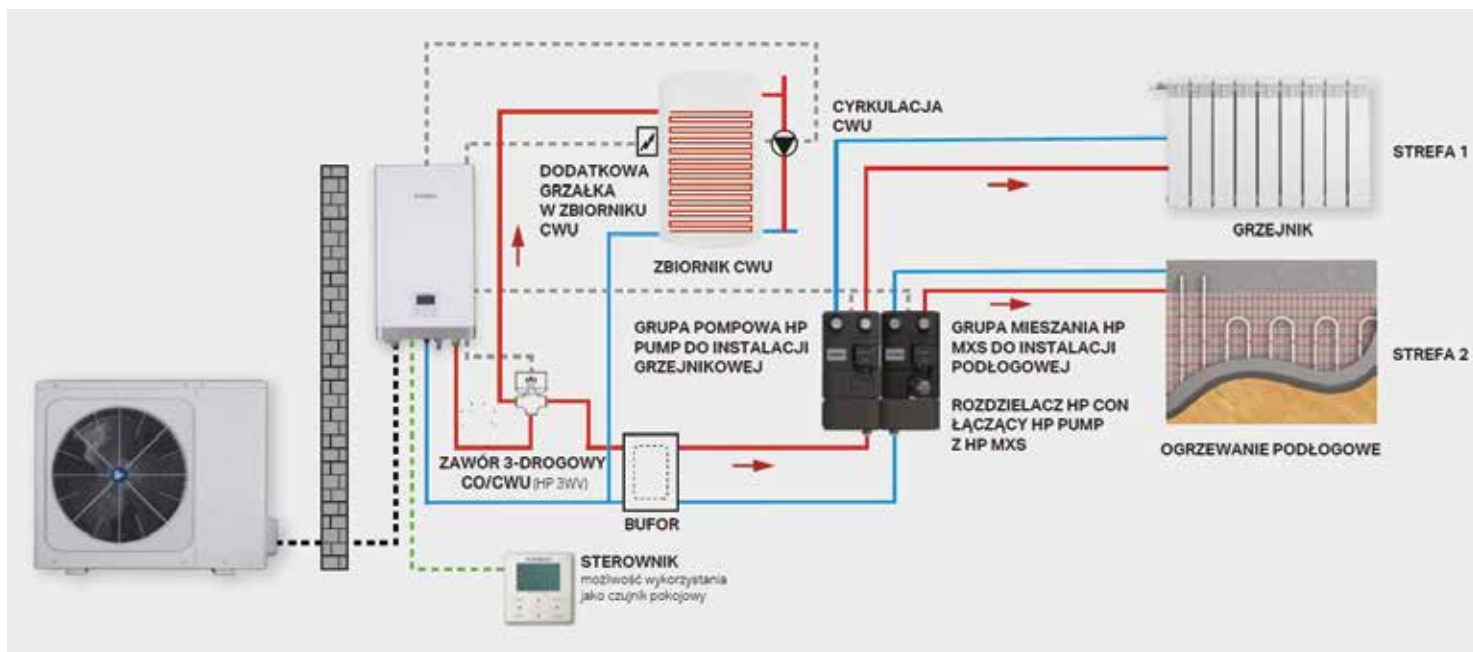 CYRKULACJA
CWU
STREFA 1
DODATKOWA
GRZAŁKA
W ZBIORNIKU
CWU
GRZEJNIK
ZBIORNIK CWU
GRUPA POMPOWA HP
PUMP DO INSTALACJI
GRZEJNIKOWEJ
GRUPA MIESZANIA HP
MXS DO INSTALACJI
PODŁOGOWEJ
STREFA 2
ROZDZIELACZ HP CON
ŁĄCZĄCY HP PUMP
Z HP MXS
OGRZEWANIE PODŁOGOWE
ZAWÓR 3-DROGOWY
CO/CWU (HP 3WV)
BUFOR
STEROWNIK
możliwość wykorzystania
jako czujnik pokojowy